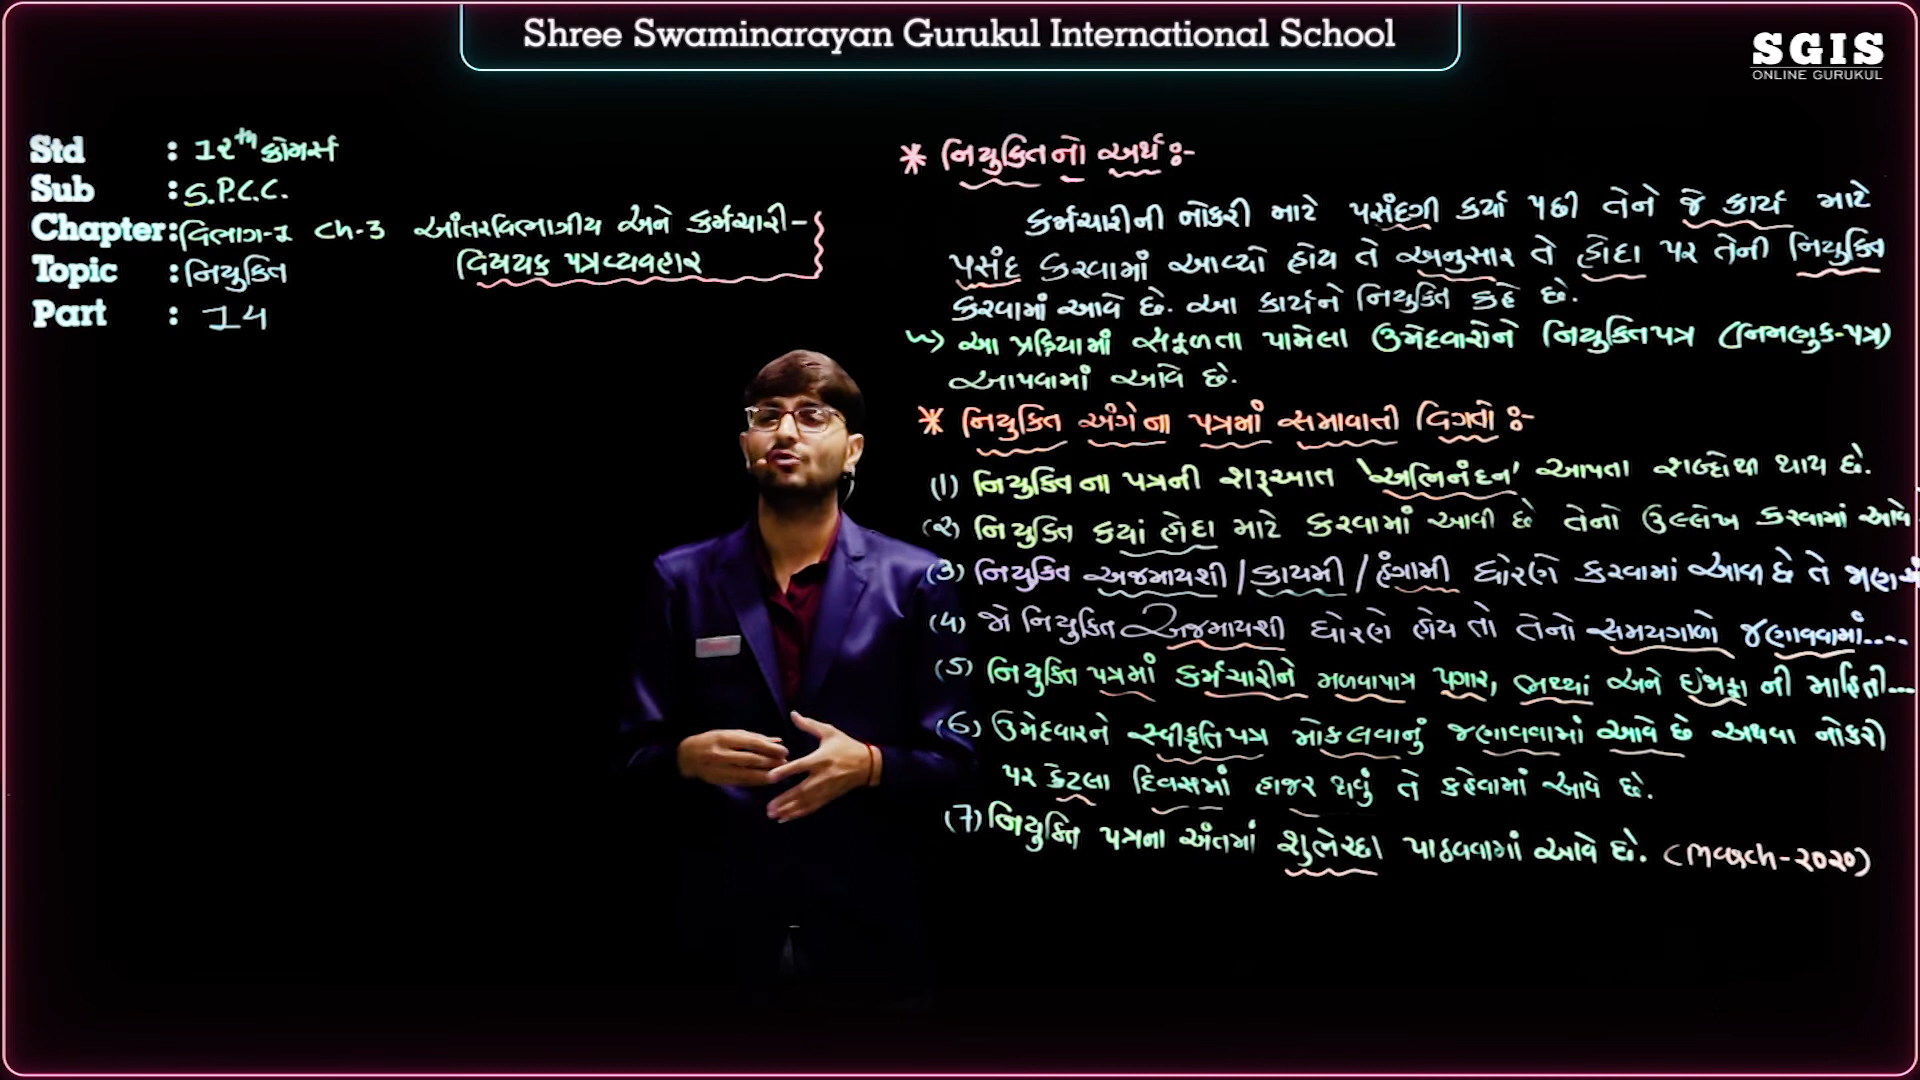 Shree Swaminarayan Gurukul International School
SGIS
ONLINE GURUKUL
Std : 12th કોમર્સ
Sub : S.P.C.C.
Chapter: વિભાગ-1 Ch-3 આંતરવિભાગીય અને કર્મચારી-
વિષયક પત્રવ્યવહાર
Topic : નિયુક્તિ
Part : 14
* નિયુક્તિનો અર્થ :-
કર્મચારીની નોકરી માટે પસંદગી કર્યા પછી તેને જે કાર્ય માટે
પસંદ કરવામાં આવ્યો હોય તે અનુસાર તે હોદા પર તેની નિયુક્તિ
કરવામાં આવે છે. આ કાર્યને નિયુક્તિ કહે છે.
આ પ્રક્રિયામાં સફળતા પામેલા ઉમેદવારોને નિયુક્તિપત્ર (નિમણુક-પત્ર)
આપવામાં આવે છે.
* નિયુક્તિ અંગેના પત્રમાં સમાવાતી વિગતો :-
(1) નિયુક્તિના પત્રની શરૂઆત 'અભિનંદન' આપતા શબ્દોથી થાય છે.
(2) નિયુક્તિ કયાં હોદા માટે કરવામાં આવી છે તેનો ઉલ્લેખ કરવામાં આવે
(3) નિયુક્તિ અજમાયશી / કાયમી / હંગામી ધોરણે કરવામાં આવી છે તે
(4) જો નિયુક્તિ અજમાયશી ધોરણે હોય તો તેનો સમયગાળો જણાવવામાં....
(5) નિયુક્તિ પત્રમાં કર્મચારીને મળવાપાત્ર પગાર, ભથ્થાં અને ઇજાફા ની માહિતી...
(6) ઉમેદવારને સ્વીકૃતિપત્ર મોકલવાનું જણાવવામાં આવે છે અથવા નોકરી
પર કેટલા દિવસમાં હાજર થવું તે કહેવામાં આવે છે.
(7) નિયુક્તિ પત્રના અંતમાં શુભેચ્છા પાઠવવામાં આવે છે. (March-2020)